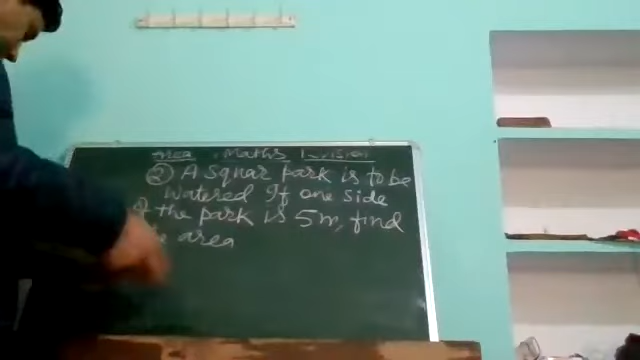 Area , Maths Revision
② A Squar park is to be
watered If one side
of the park is 5m, find
area